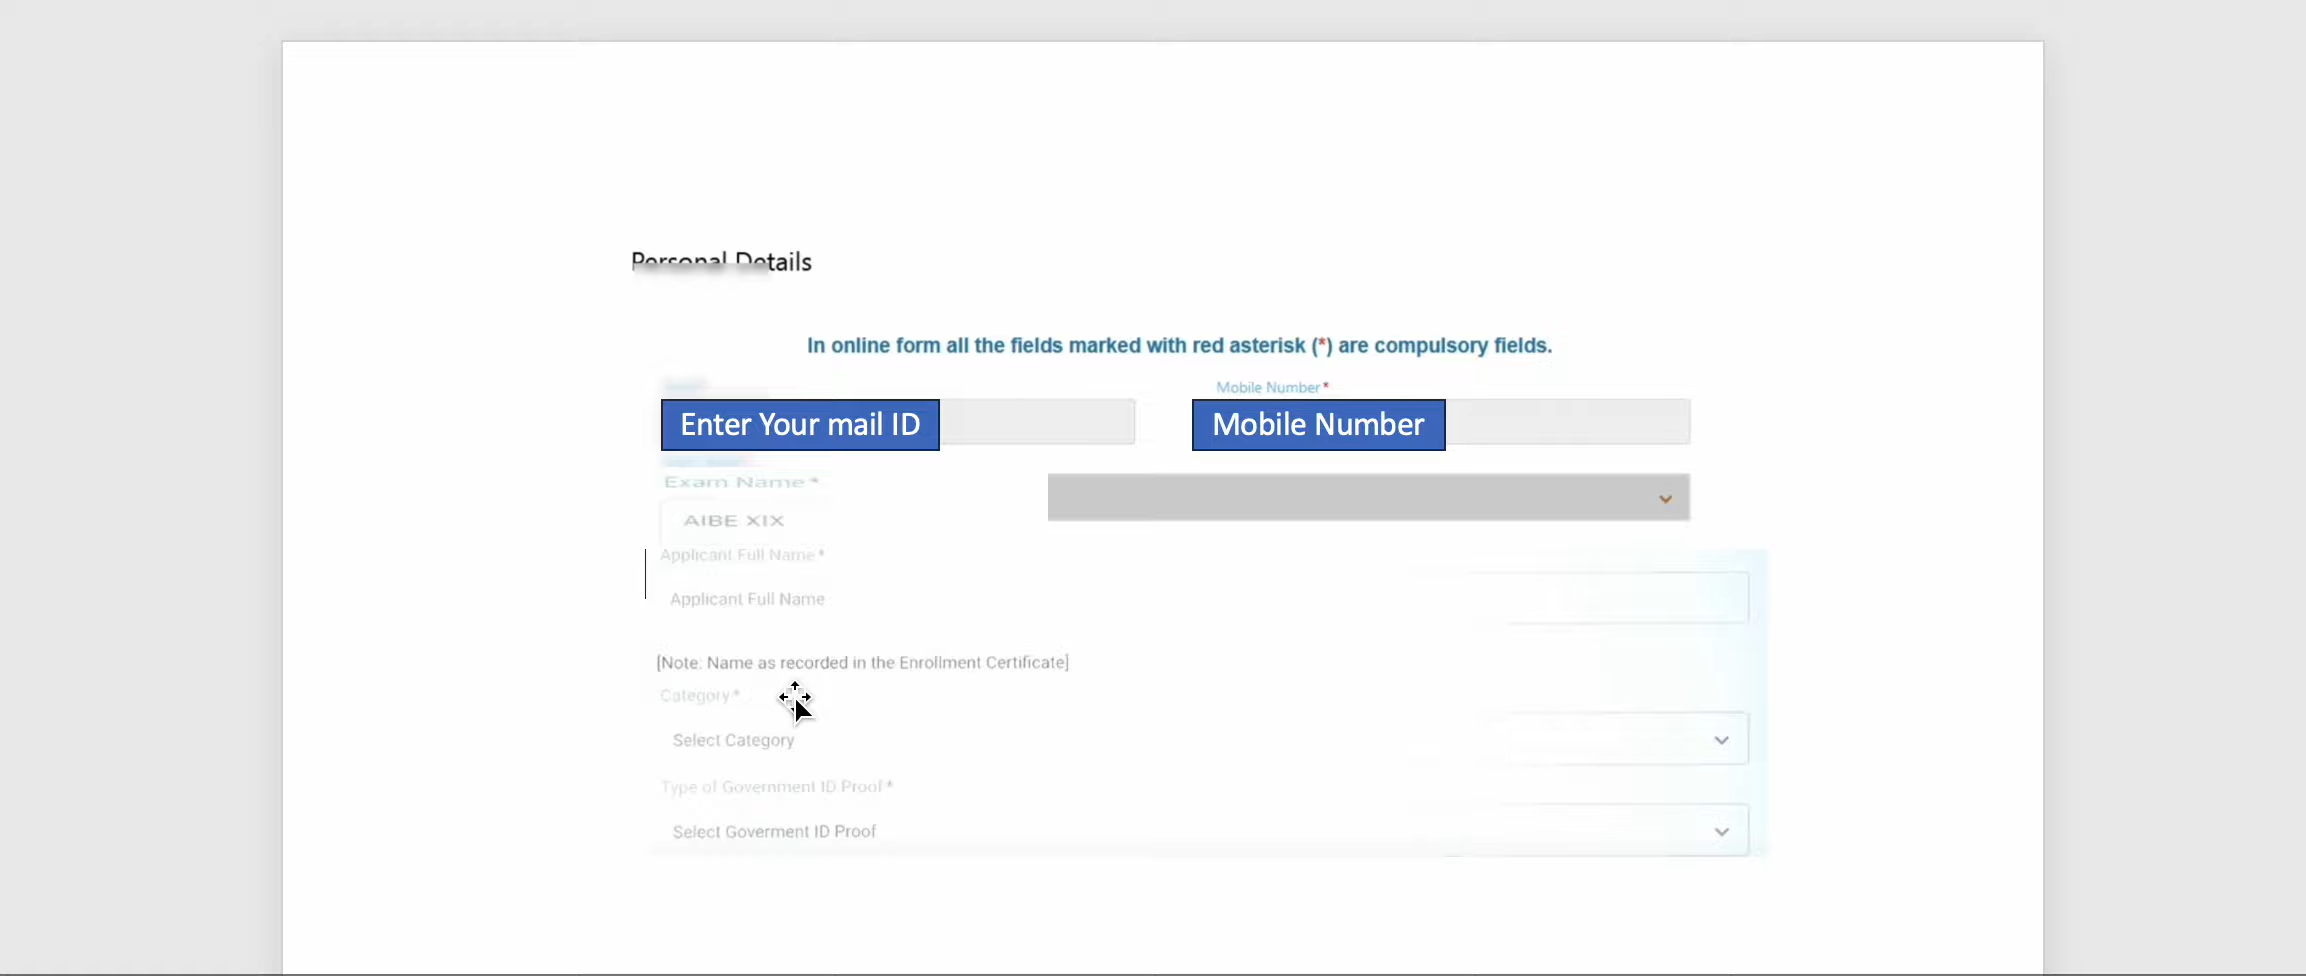 Personal Details
In online form all the fields marked with red asterisk (*) are compulsory fields.
Mobile Number*
Enter Your mail ID
Mobile Number
Exam Name*
AIBE XIX
Applicant Full Name*
Applicant Full Name
[Note: Name as recorded in the Enrollment Certificate]
Category*
Select Category
Type of Government ID Proof*
Select Goverment ID Proof